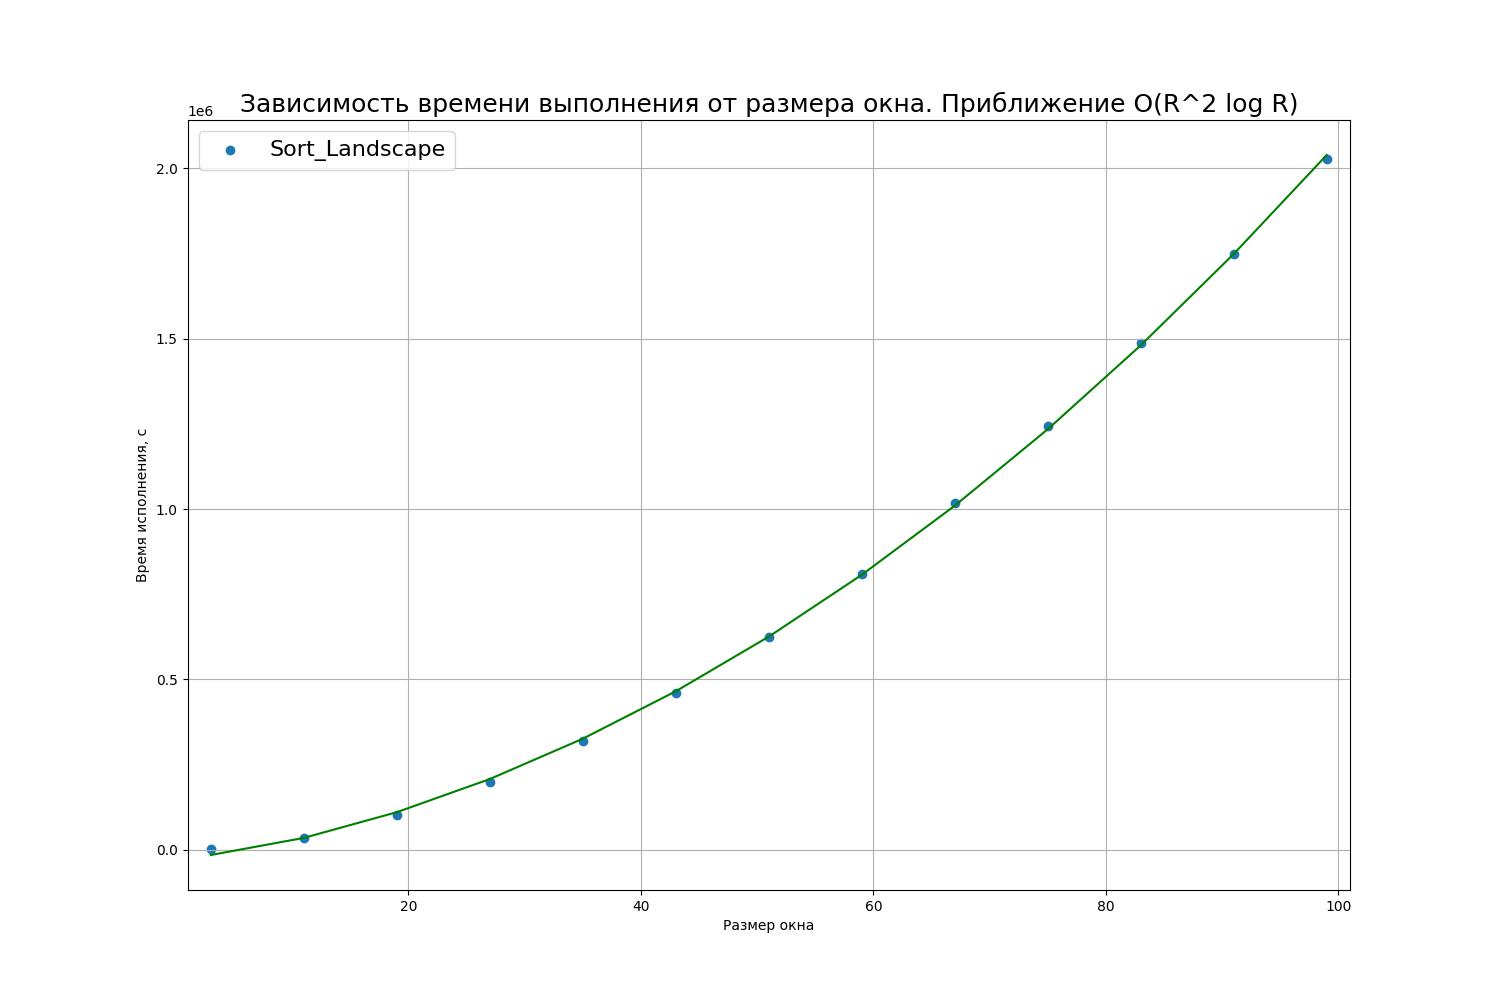 Зависимость времени выполнения от размера окна. Приближение O(R^2 log R)
1e6
Sort_Landscape
2.0
1.5
1.0
0.5
0.0
Время исполнения, с
20 40 60 80 100
Размер окна